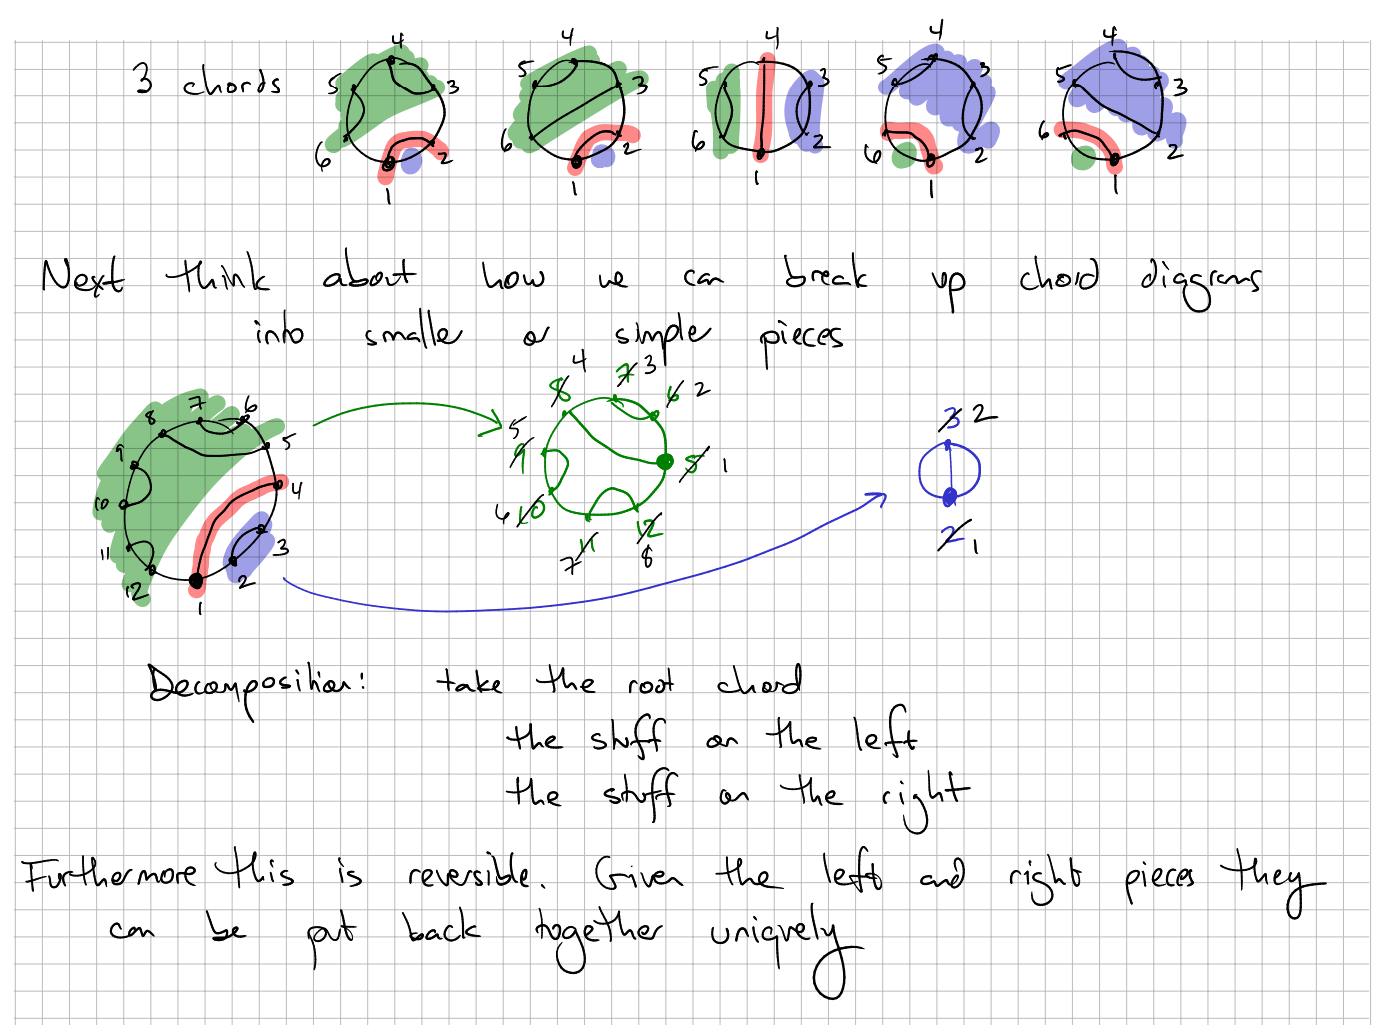 3 chords
4 5 3 6 2 1
4 5 3 6 2 1
4 5 3 6 2 1
4 5 3 6 2 1
4 5 3 6 2 1
Next think about how we can break up chord diagrams
into smaller or simple pieces
8 7 6 5 9 4 10 3 11 2 12 1
8 4 7 3 6 2 9 5 5 1 10 6 11 7 12 8
3 2
2 1
Decomposition: take the root chord
the stuff on the left
the stuff on the right
Furthermore this is reversible. Given the left and right pieces they
can be put back together uniquely